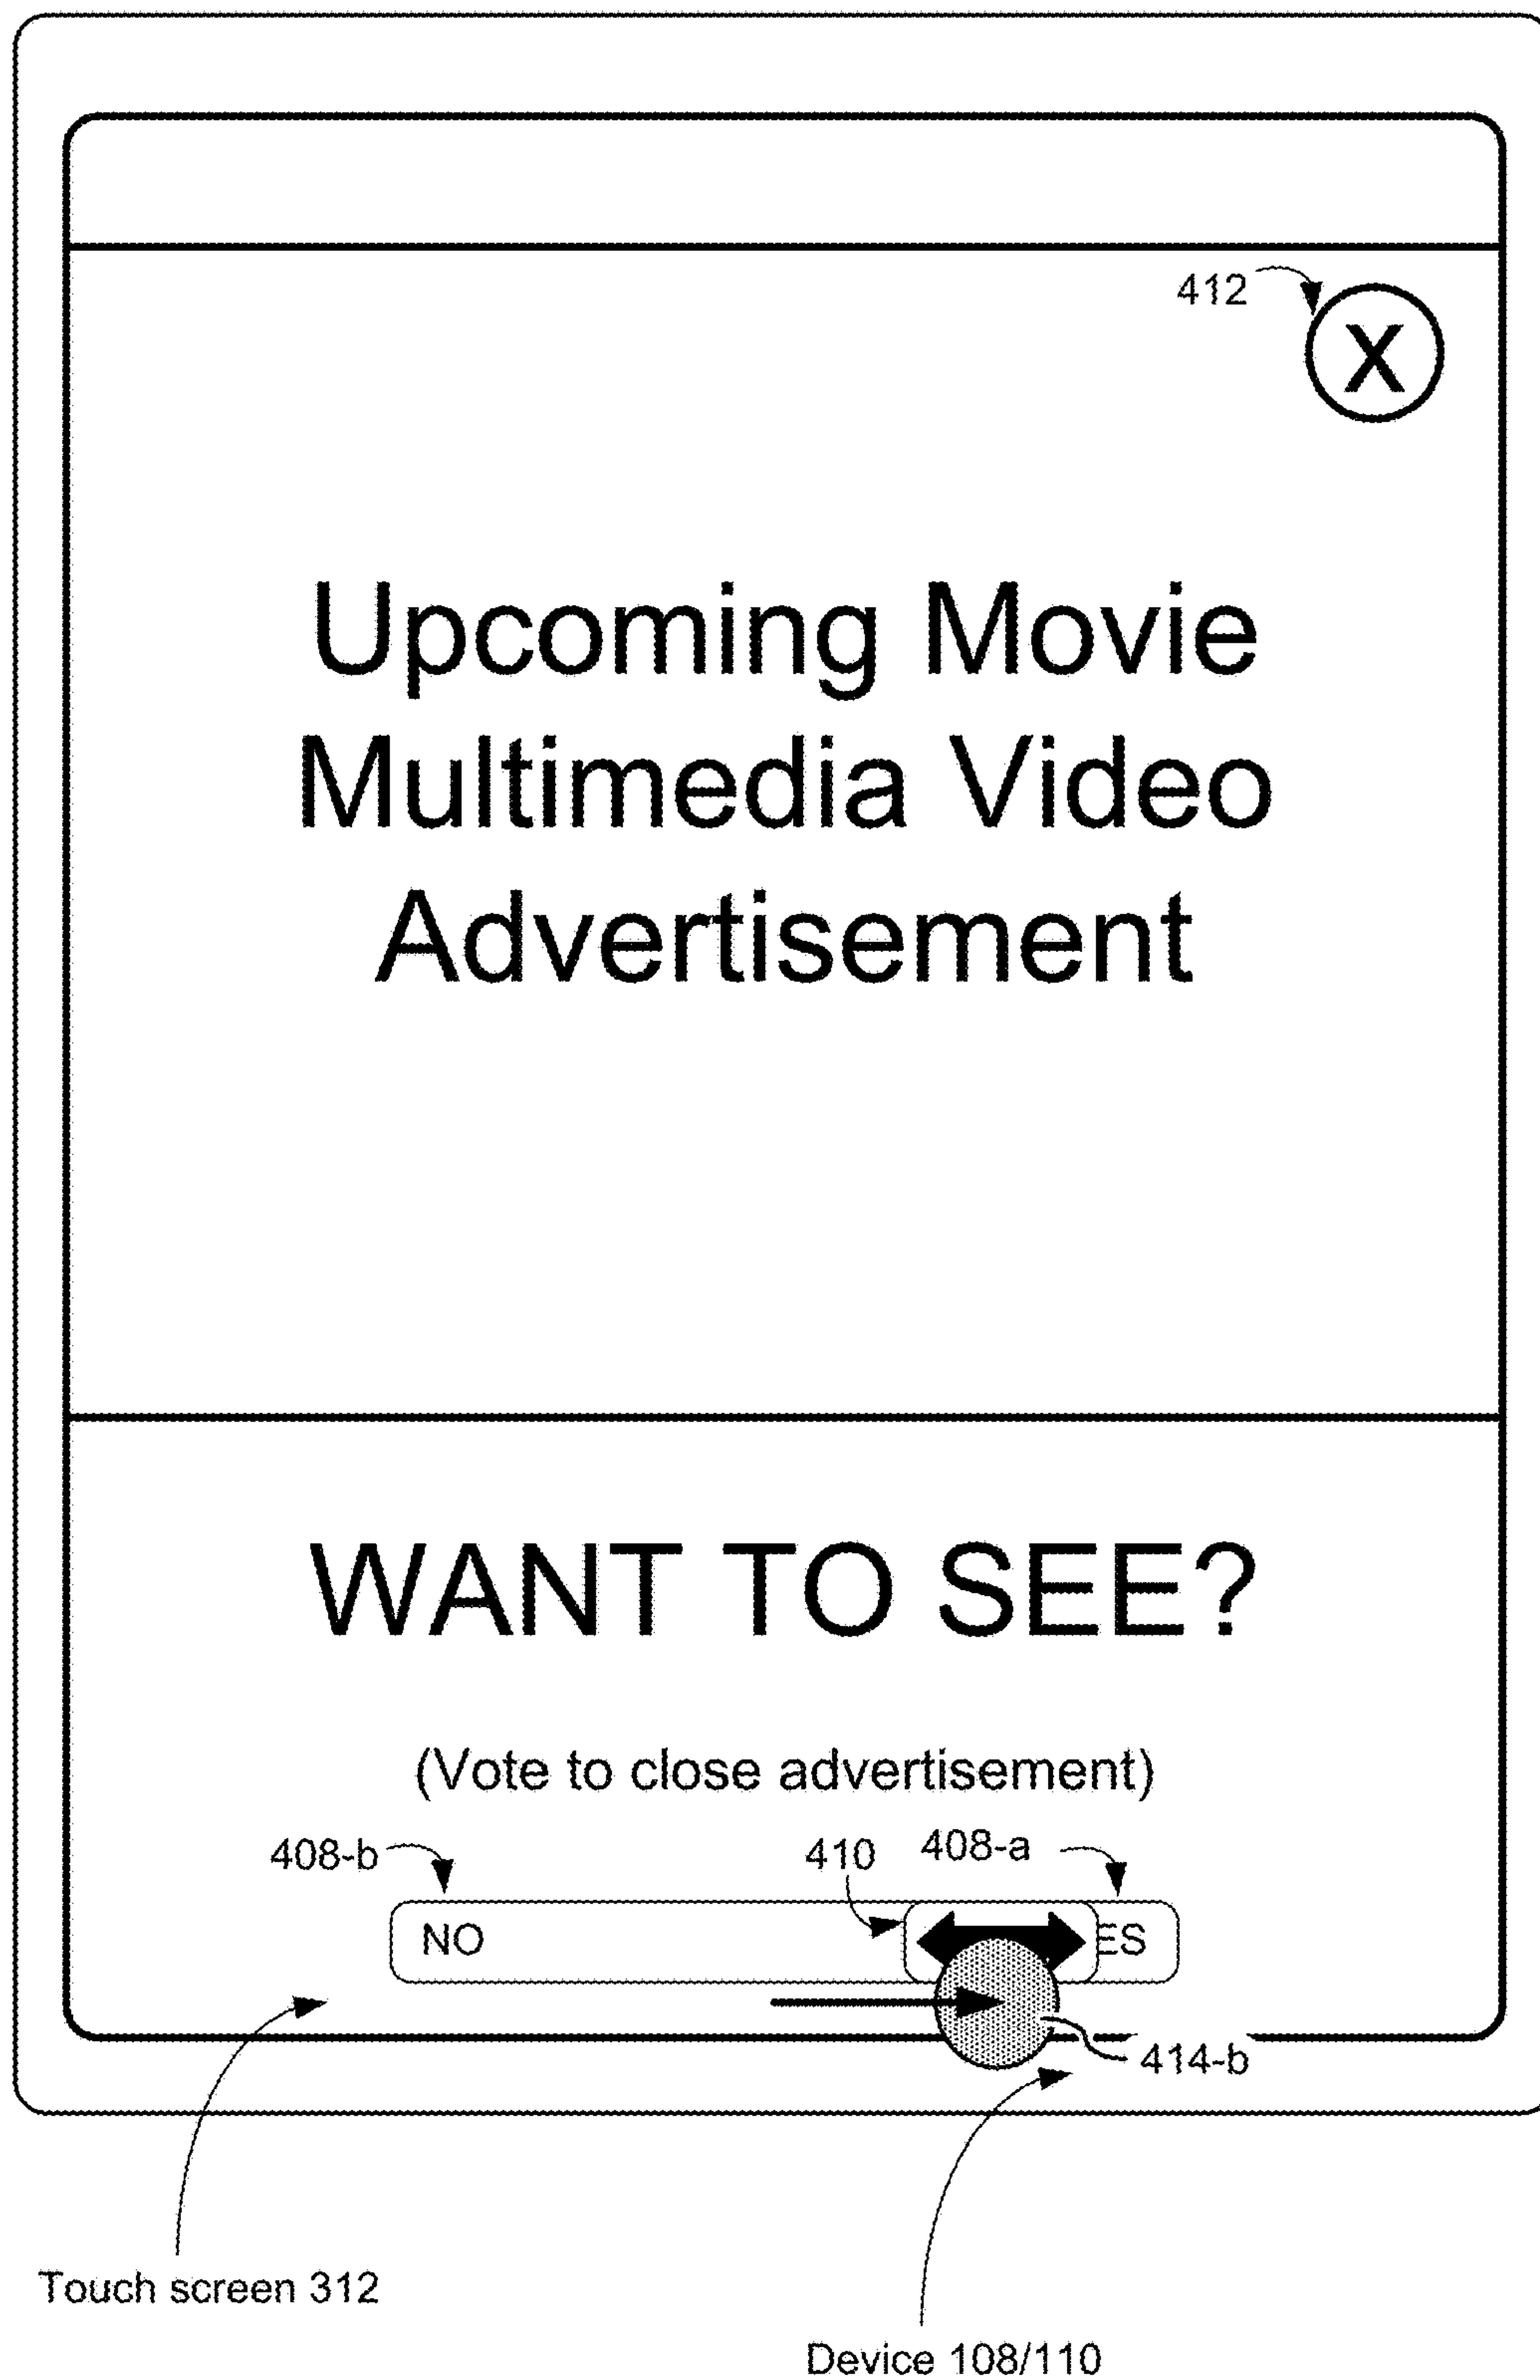 412
X
Upcoming Movie
Multimedia Video
Advertisement
WANT TO SEE?
(Vote to close advertisement)
408-b
410
408-a
NO
ES
414-b
Touch screen 312
Device 108/110